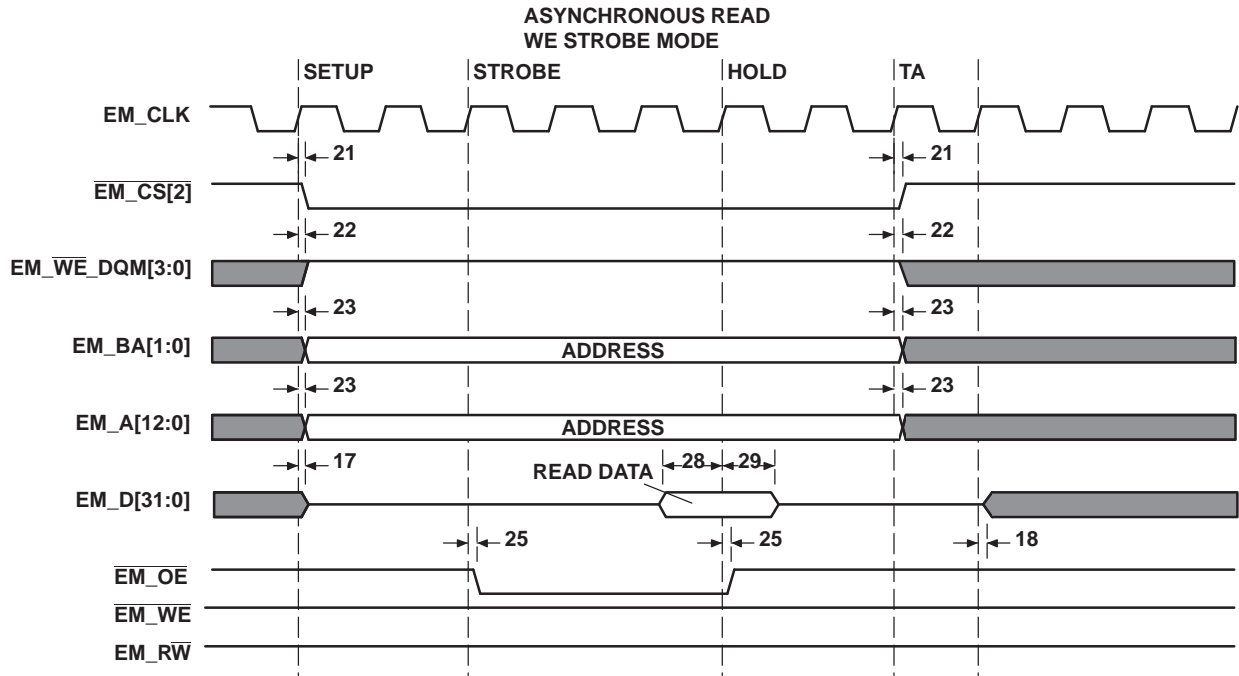 ASYNCHRONOUS READ
WE STROBE MODE
SETUP STROBE HOLD TA
EM_CLK
21 21
EM_CS[2]
22 22
EM_WE_DQM[3:0]
23 23
EM_BA[1:0] ADDRESS
23 23
EM_A[12:0] ADDRESS
17 28 29
READ DATA
EM_D[31:0]
25 25 18
EM_OE
EM_WE
EM_RW